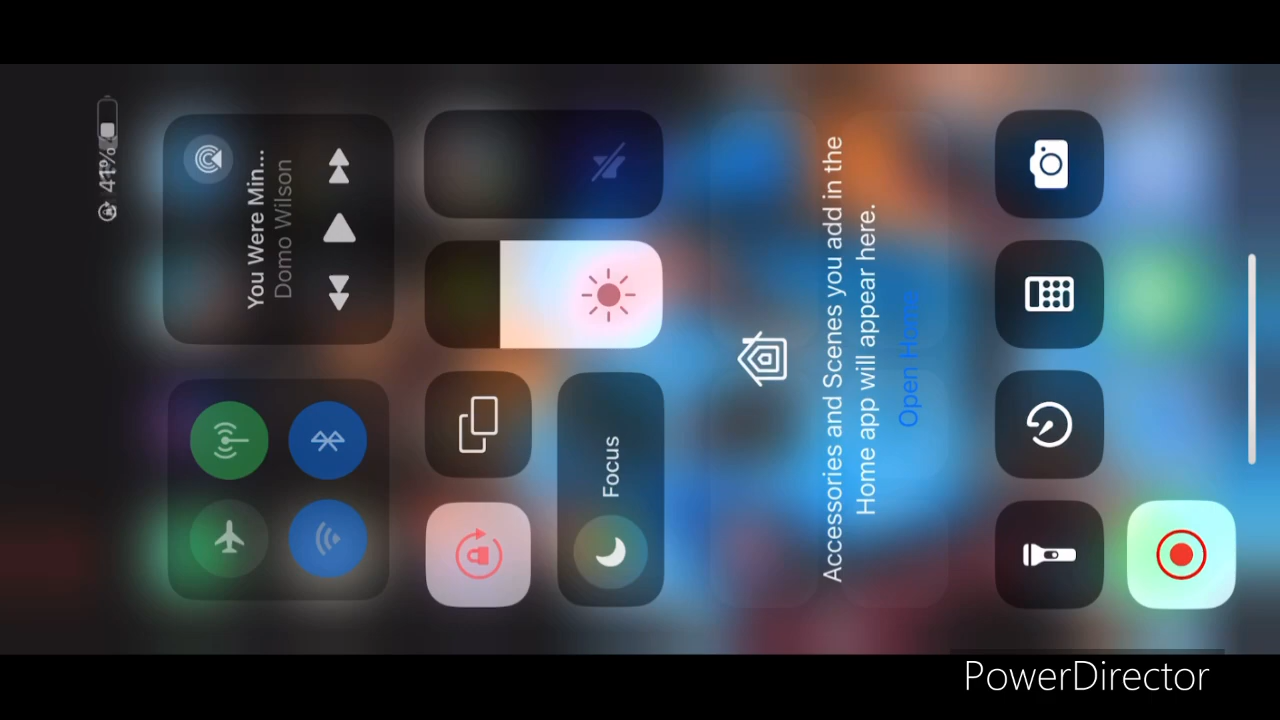 41%
You Were Min...
Domo Wilson
Focus
Accessories and Scenes you add in the
Home app will appear here.
Open Home
PowerDirector